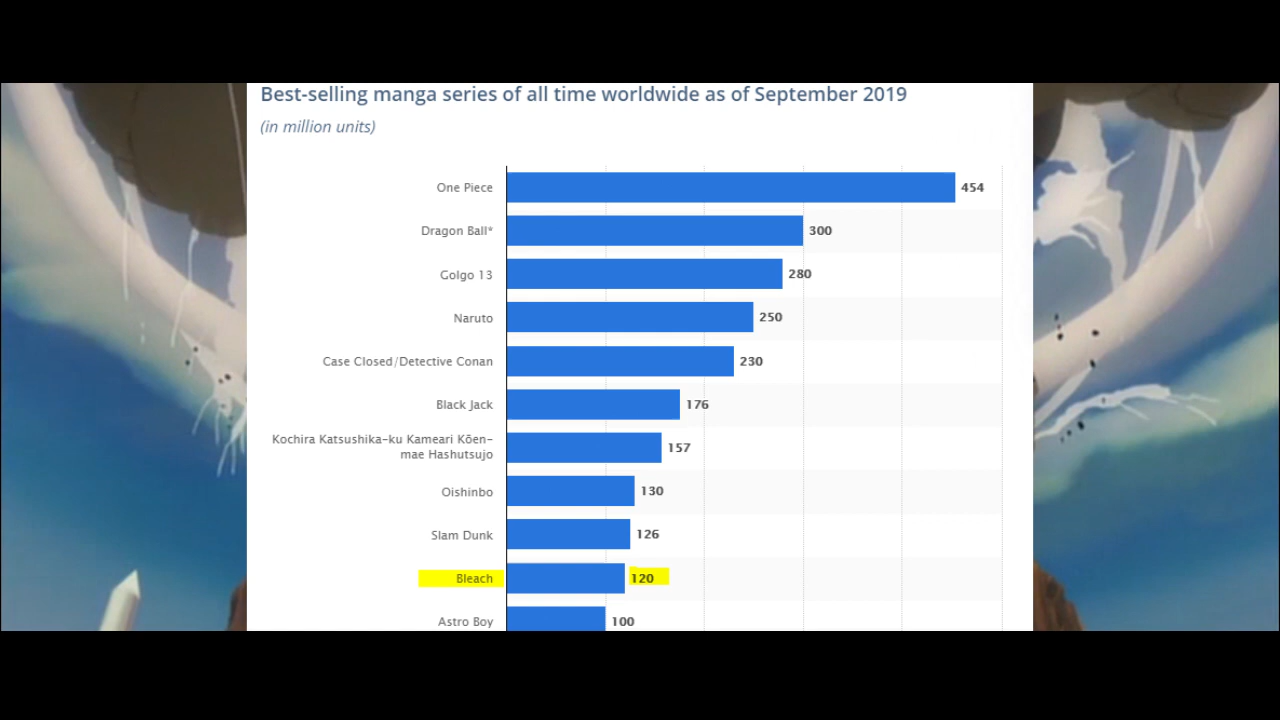 Best-selling manga series of all time worldwide as of September 2019
(in million units)
One Piece 454
Dragon Ball* 300
Golgo 13 280
Naruto 250
Case Closed/Detective Conan 230
Black Jack 176
Kochira Katsushika-ku Kameari Kōen-
mae Hashutsujo 157
Oishinbo 130
Slam Dunk 126
Bleach 120
Astro Boy 100